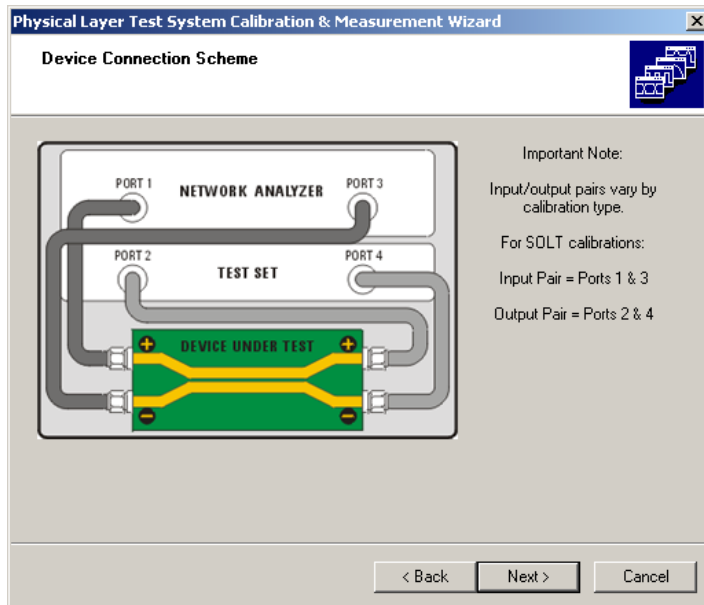 Physical Layer Test System Calibration & Measurement Wizard
Device Connection Scheme
PORT 1
NETWORK ANALYZER
PORT 3
PORT 2
TEST SET
PORT 4
DEVICE UNDER TEST
Important Note:
Input/output pairs vary by
calibration type.
For SOLT calibrations:
Input Pair = Ports 1 & 3
Output Pair = Ports 2 & 4
< Back
Next >
Cancel